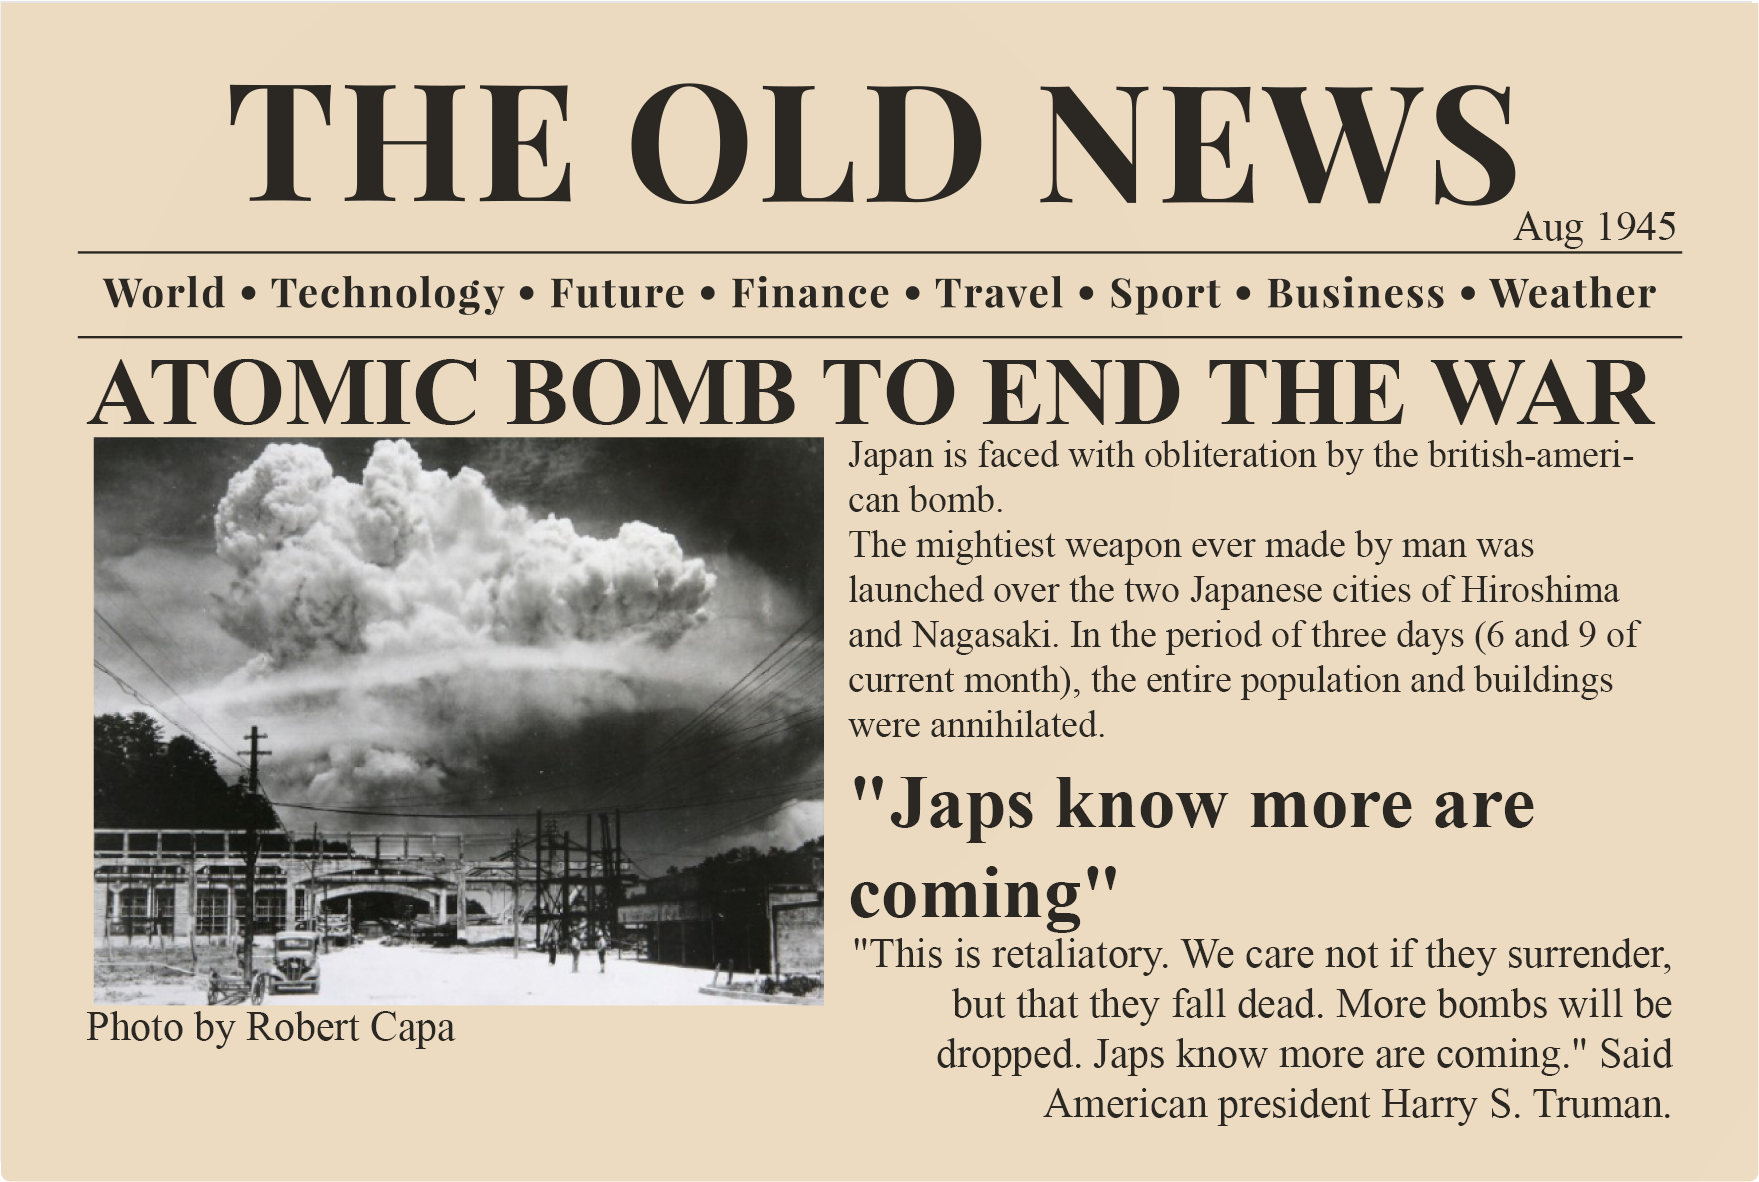 THE OLD NEWS
Aug 1945
World • Technology • Future • Finance • Travel • Sport • Business • Weather
ATOMIC BOMB TO END THE WAR
Japan is faced with obliteration by the british-ameri-
can bomb.
The mightiest weapon ever made by man was
launched over the two Japanese cities of Hiroshima
and Nagasaki. In the period of three days (6 and 9 of
current month), the entire population and buildings
were annihilated.
"Japs know more are
coming"
"This is retaliatory. We care not if they surrender,
but that they fall dead. More bombs will be
dropped. Japs know more are coming." Said
American president Harry S. Truman.
Photo by Robert Capa